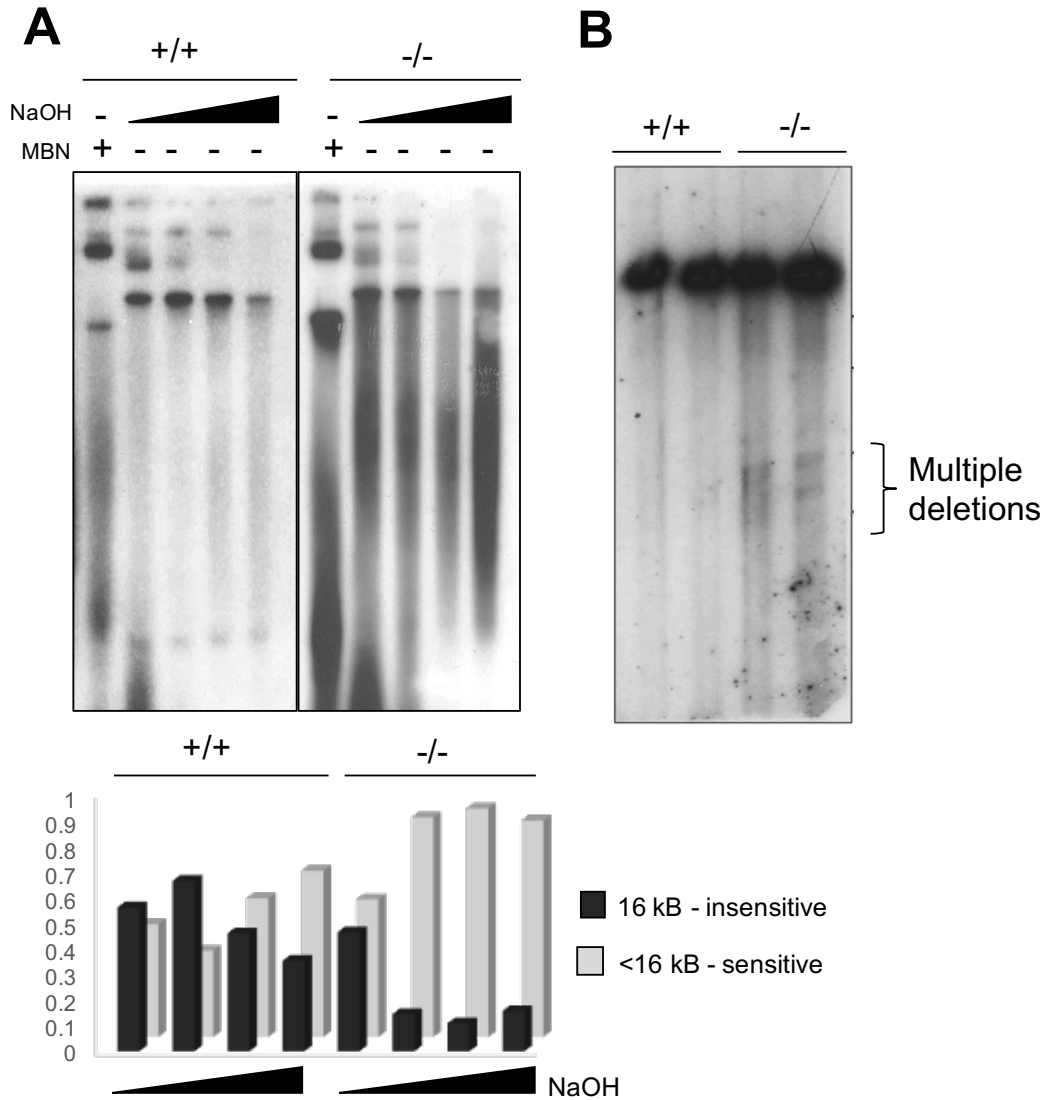 A
+/+
-/-
NaOH - -
MBN + - - - - + - - - -
B
+/+ -/-
Multiple
deletions
+/+ -/-
1
0.9
0.8
0.7
0.6
0.5
0.4
0.3
0.2
0.1
0
16 kB - insensitive
<16 kB - sensitive
NaOH